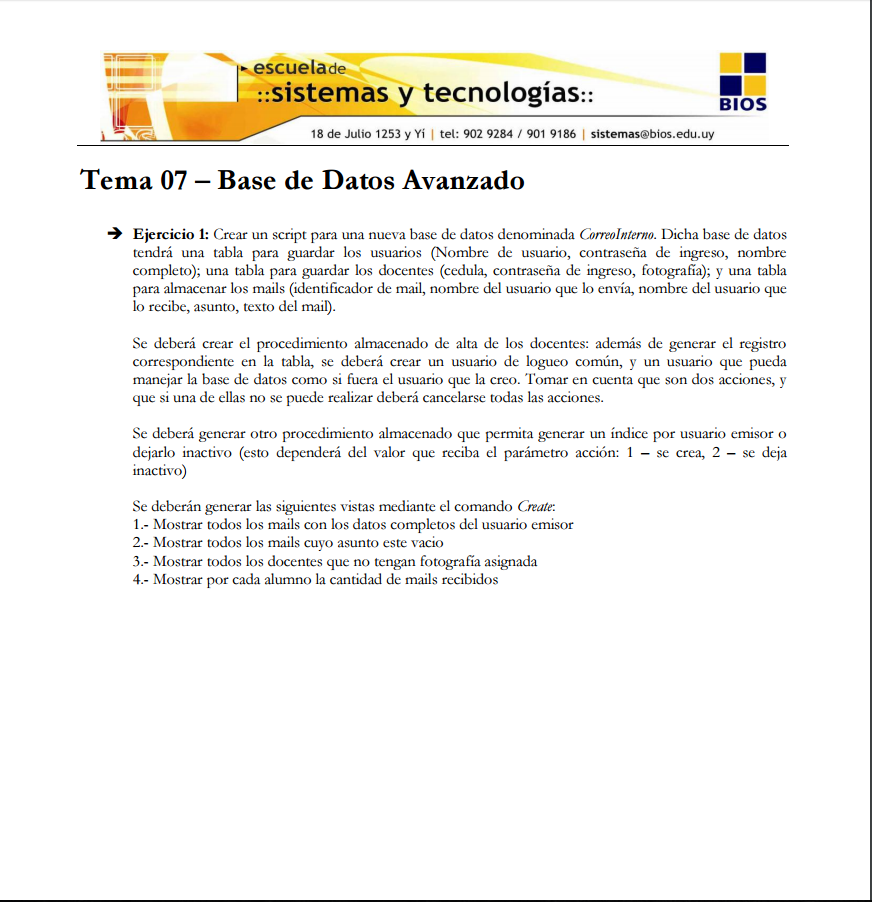 escuelade
::sistemas y tecnologías::
BIOS
18 de Julio 1253 y Yí | tel: 902 9284 / 901 9186 | sistemas@bios.edu.uy
Tema 07 – Base de Datos Avanzado
➔ Ejercicio 1: Crear un script para una nueva base de datos denominada CorreoInterno. Dicha base de datos
tendrá una tabla para guardar los usuarios (Nombre de usuario, contraseña de ingreso, nombre
completo); una tabla para guardar los docentes (cedula, contraseña de ingreso, fotografía); y una tabla
para almacenar los mails (identificador de mail, nombre del usuario que lo envía, nombre del usuario que
lo recibe, asunto, texto del mail).
Se deberá crear el procedimiento almacenado de alta de los docentes: además de generar el registro
correspondiente en la tabla, se deberá crear un usuario de logueo común, y un usuario que pueda
manejar la base de datos como si fuera el usuario que la creo. Tomar en cuenta que son dos acciones, y
que si una de ellas no se puede realizar deberá cancelarse todas las acciones.
Se deberá generar otro procedimiento almacenado que permita generar un índice por usuario emisor o
dejarlo inactivo (esto dependerá del valor que reciba el parámetro acción: 1 – se crea, 2 – se deja
inactivo)
Se deberán generar las siguientes vistas mediante el comando Create:
1.- Mostrar todos los mails con los datos completos del usuario emisor
2.- Mostrar todos los mails cuyo asunto este vacio
3.- Mostrar todos los docentes que no tengan fotografía asignada
4.- Mostrar por cada alumno la cantidad de mails recibidos